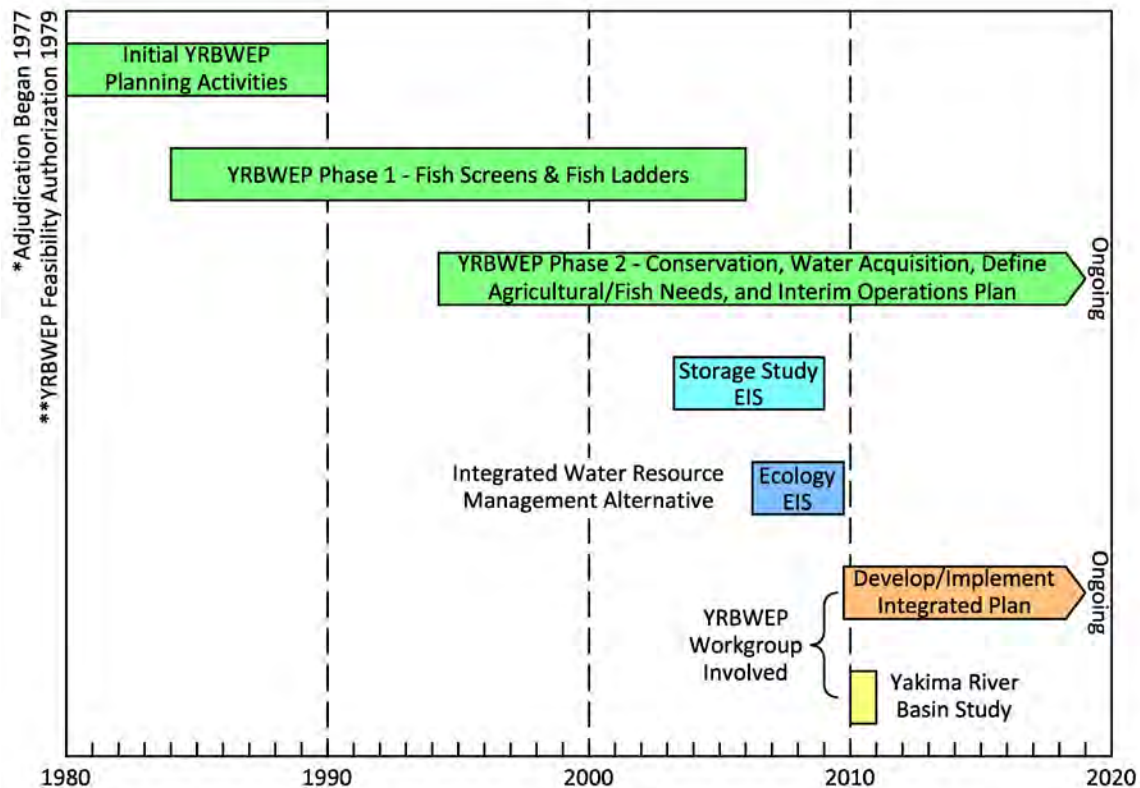 *Adjudication Began 1977
**YRBWEP Feasibility Authorization 1979
Initial YRBWEP
Planning Activities
YRBWEP Phase 1 - Fish Screens & Fish Ladders
YRBWEP Phase 2 - Conservation, Water Acquisition, Define
Agricultural/Fish Needs, and Interim Operations Plan
Ongoing
Storage Study
EIS
Integrated Water Resource
Management Alternative
Ecology
EIS
Develop/Implement
Integrated Plan
Ongoing
YRBWEP
Workgroup
Involved
Yakima River
Basin Study
1980
1990
2000
2010
2020